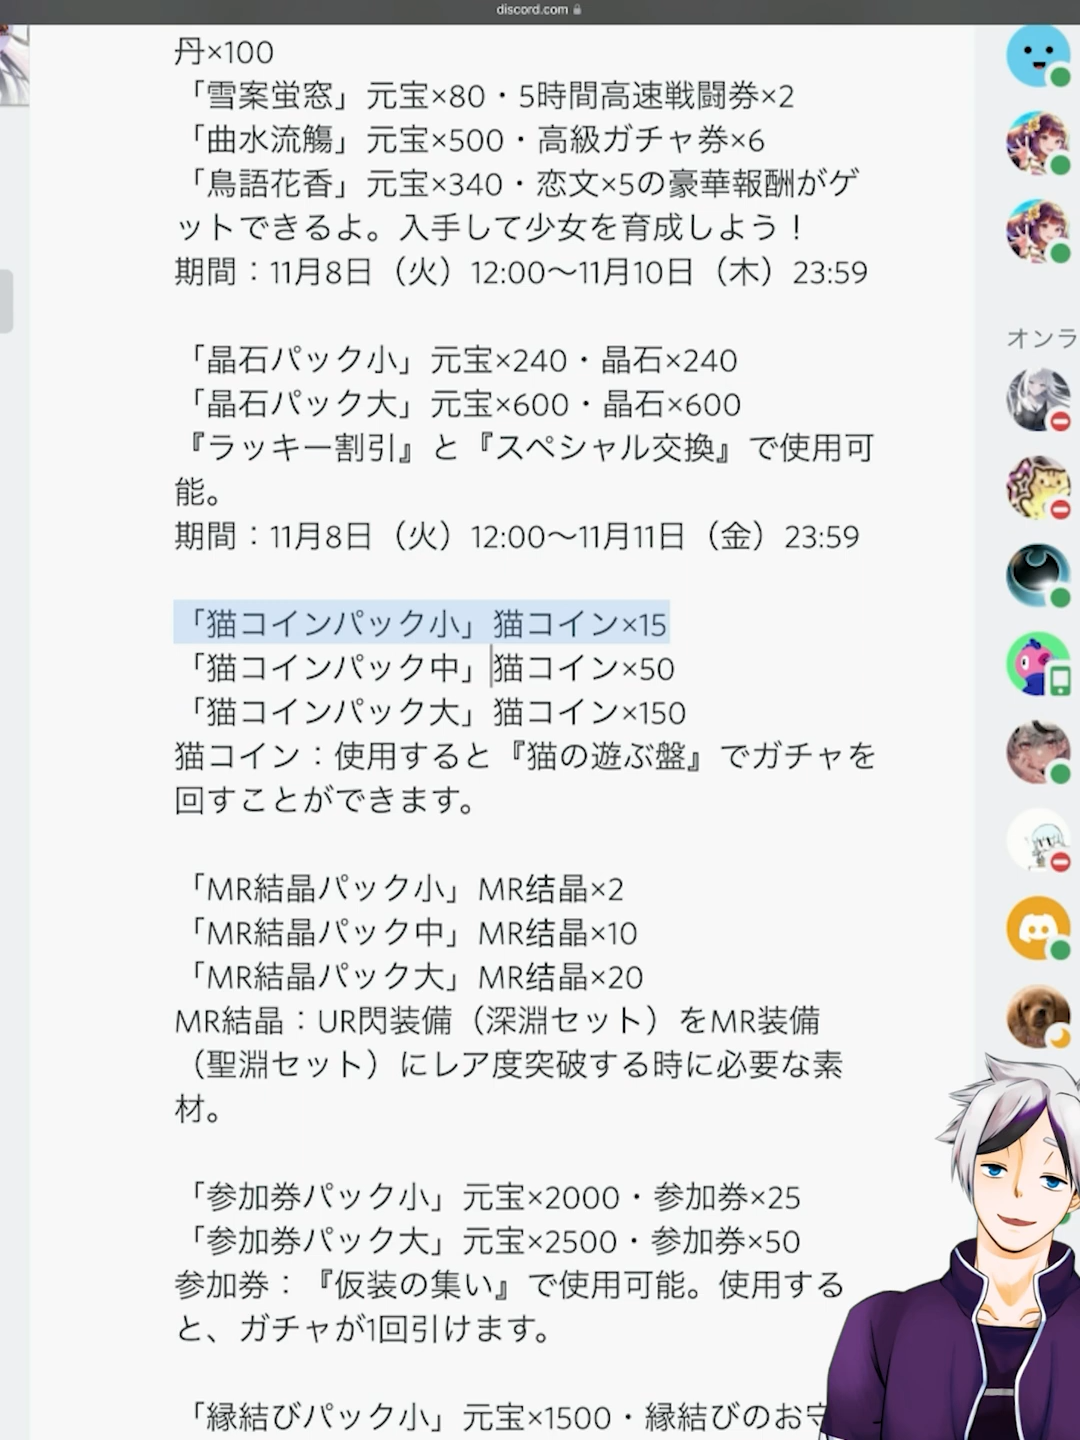 discord.com
丹×100
「雪案蛍窓」元宝×80・5時間高速戦闘券×2
「曲水流觴」元宝×500・高級ガチャ券×6
「鳥語花香」元宝×340・恋文×5の豪華報酬がゲ
ットできるよ。入手して少女を育成しよう！
期間：11月8日（火）12:00〜11月10日（木）23:59
オンラ
「晶石パック小」元宝×240・晶石×240
「晶石パック大」元宝×600・晶石×600
『ラッキー割引』と『スペシャル交換』で使用可
能。
期間：11月8日（火）12:00〜11月11日（金）23:59
「猫コインパック小」猫コイン×15
「猫コインパック中」猫コイン×50
「猫コインパック大」猫コイン×150
猫コイン：使用すると『猫の遊ぶ盤』でガチャを
回すことができます。
「MR結晶パック小」MR结晶×2
「MR結晶パック中」MR结晶×10
「MR結晶パック大」MR结晶×20
MR結晶：UR閃装備（深淵セット）をMR装備
（聖淵セット）にレア度突破する時に必要な素
材。
「参加券パック小」元宝×2000・参加券×25
「参加券パック大」元宝×2500・参加券×50
参加券：『仮装の集い』で使用可能。使用する
と、ガチャが1回引けます。
「縁結びパック小」元宝×1500・縁結びのお守